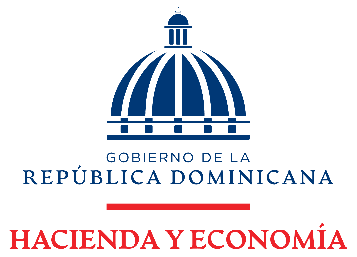 GOBIERNO DE LA
REPÚBLICA DOMINICANA
HACIENDA Y ECONOMÍA